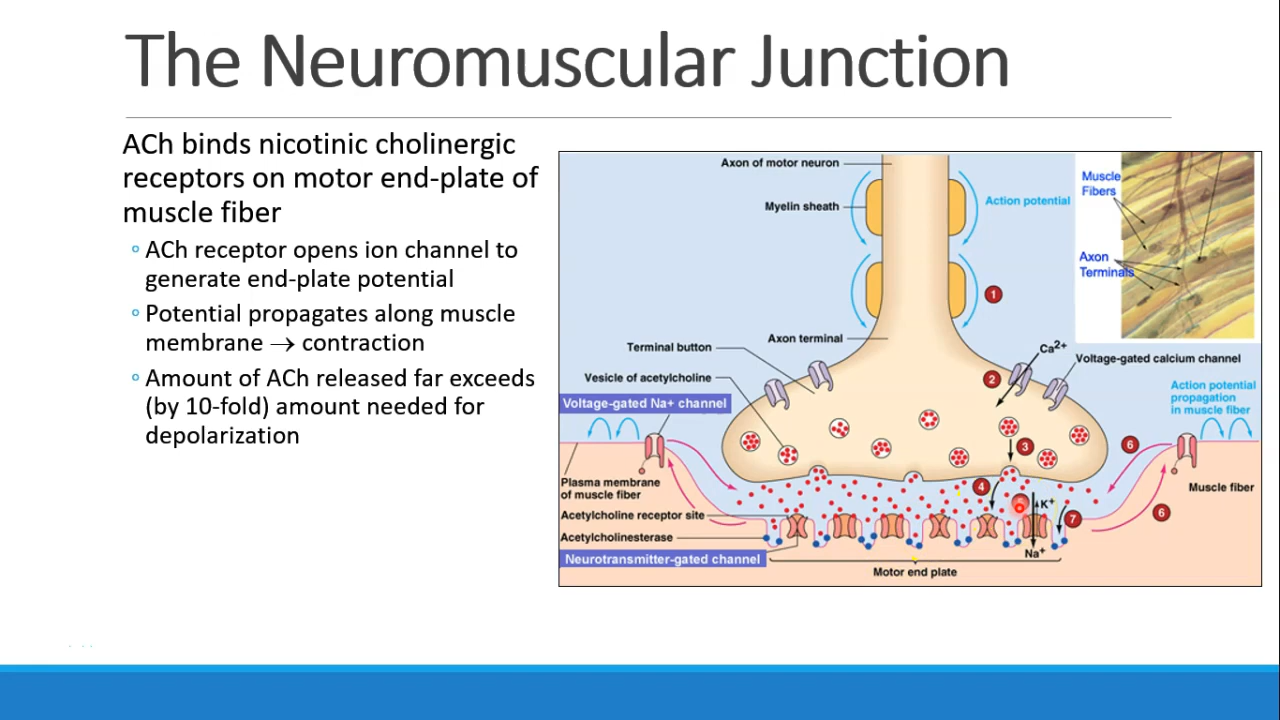 The Neuromuscular Junction
ACh binds nicotinic cholinergic
receptors on motor end-plate of
muscle fiber
ACh receptor opens ion channel to
generate end-plate potential
Potential propagates along muscle
membrane → contraction
Amount of ACh released far exceeds
(by 10-fold) amount needed for
depolarization
Axon of motor neuron
Myelin sheath
Action potential
Muscle
Fibers
Axon
Terminals
1
Axon terminal
Terminal button
Ca2+
Voltage-gated calcium channel
Vesicle of acetylcholine
2
Action potential
propagation
in muscle fiber
Voltage-gated Na+ channel
3
6
Plasma membrane
of muscle fiber
4
Muscle fiber
K+
Acetylcholine receptor site
7
6
Acetylcholinesterase
Na+
Neurotransmitter-gated channel
Motor end plate